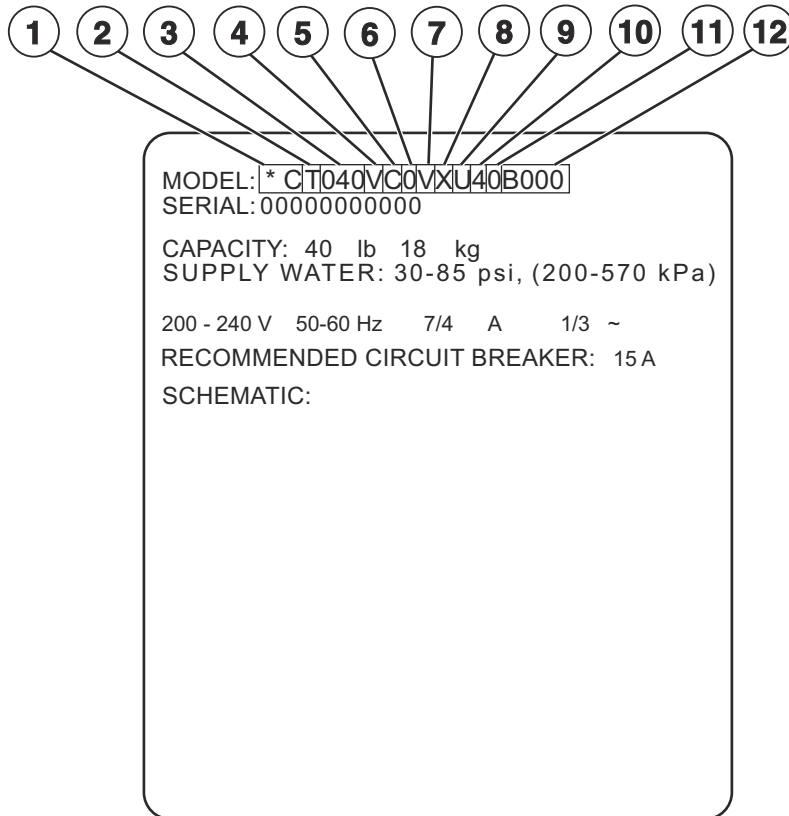 1 2 3 4 5 6 7 8 9 10 11 12
MODEL: * CT040VC0VXU40B000
SERIAL: 00000000000
CAPACITY: 40 lb 18 kg
SUPPLY WATER: 30-85 psi, (200-570 kPa)
200 - 240 V 50-60 Hz 7/4 A 1/3 ~
RECOMMENDED CIRCUIT BREAKER: 15 A
SCHEMATIC: